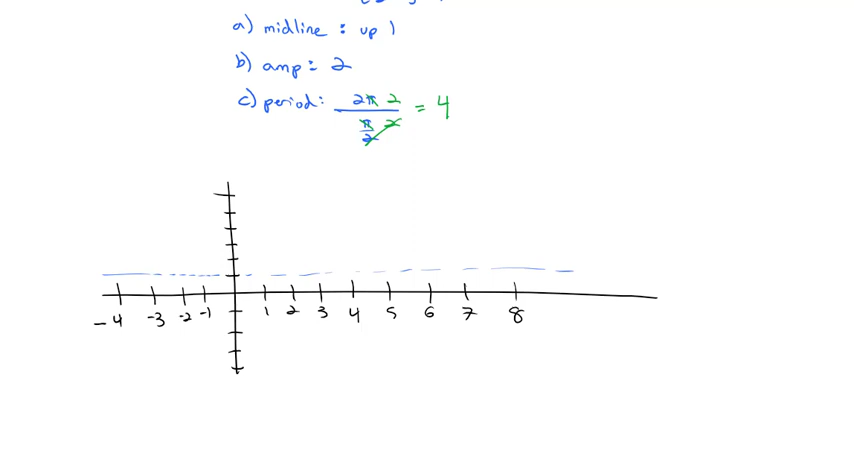 a) midline : up 1
b) amp = 2
c) period: 2π 2 / π/2 2 = 4
-4 -3 -2 -1 1 2 3 4 5 6 7 8